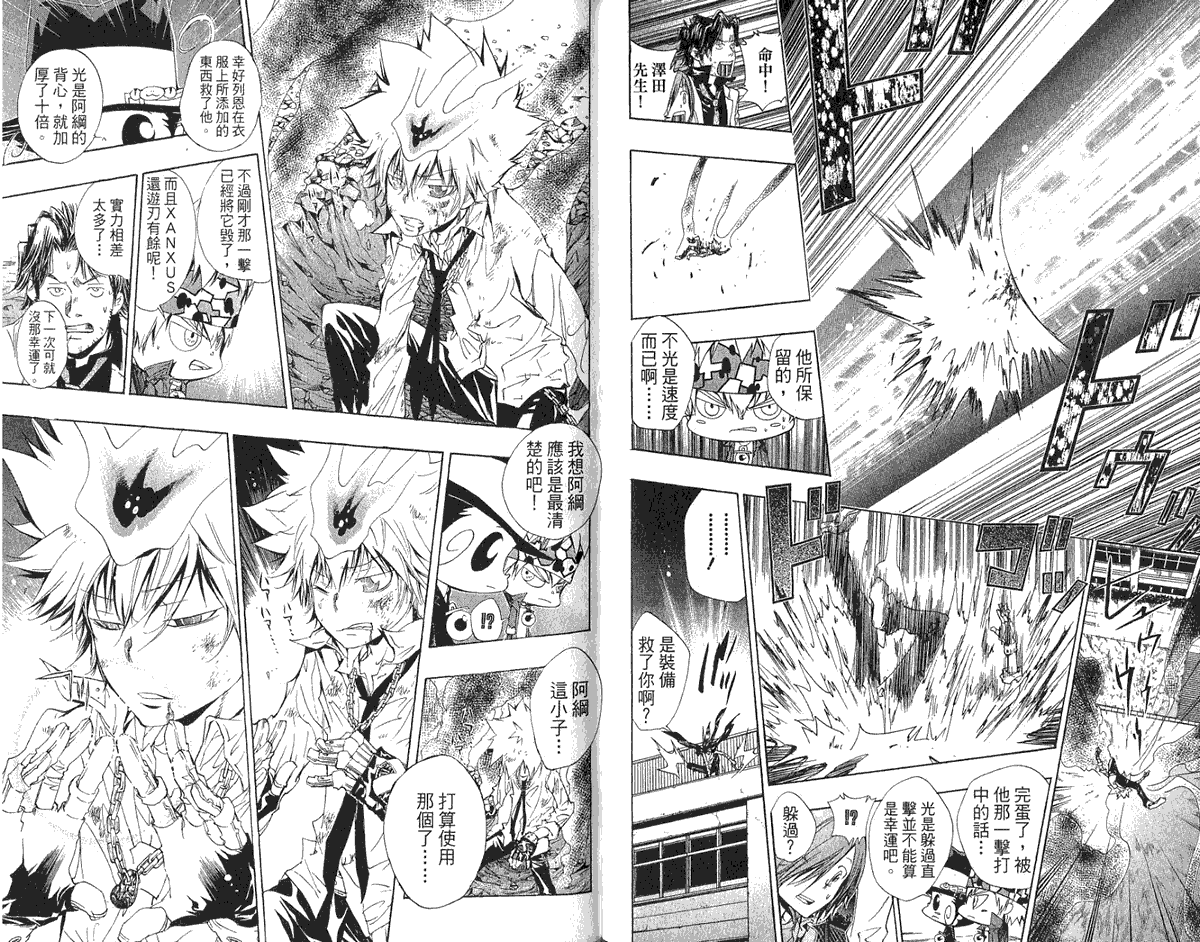 命中！
澤田
先生！
他所保
留的，
不光是速度
而已啊……
ドドドド
ゴ
ドド
完蛋了，被
他那一擊打
中的話…
光是躲過直
擊並不能算
是幸運吧。
!?
躲過？
………！
是裝備
救了你啊？
幸好列恩在衣
服上所添加的
東西救了他。
光是阿綱的
背心，就加
厚了十倍。
不過剛才那一擊
已經將它毀了，
而且XANXUS
還遊刃有餘呢！
實力相差
太多了…
下一次可就
沒那幸運了。
我想阿綱
應該是最清
楚的吧！
!?
阿綱
這小子…
打算使用
那個了……